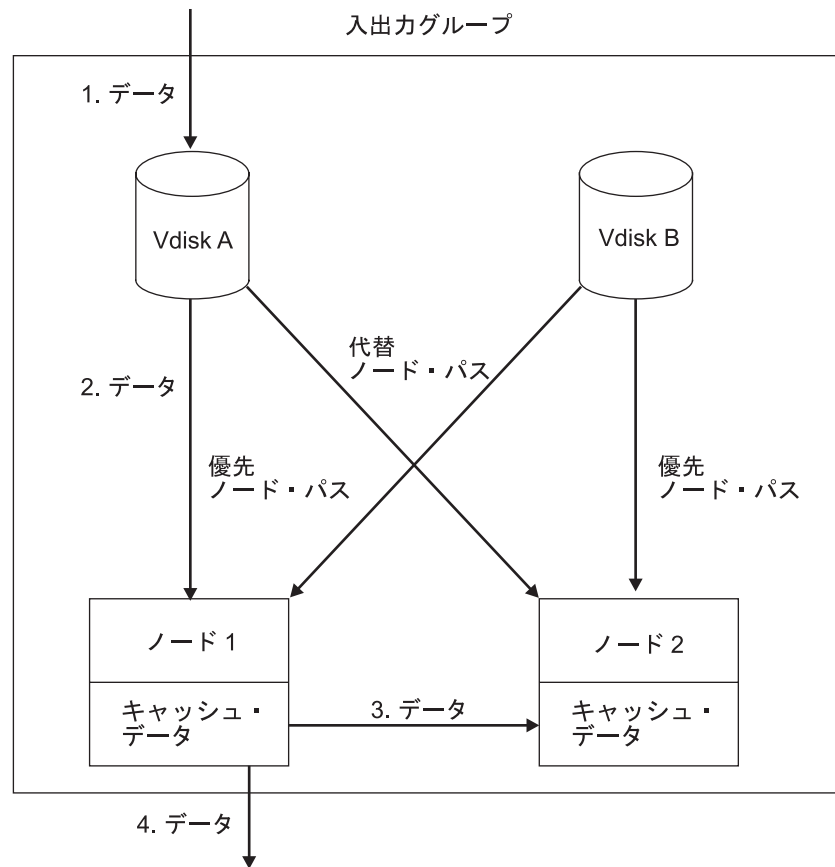 入出力グループ
1. データ
Vdisk A
Vdisk B
代替
ノード・パス
2. データ
優先
ノード・パス
優先
ノード・パス
ノード 1
ノード 2
キャッシュ・
データ
3. データ
キャッシュ・
データ
4. データ